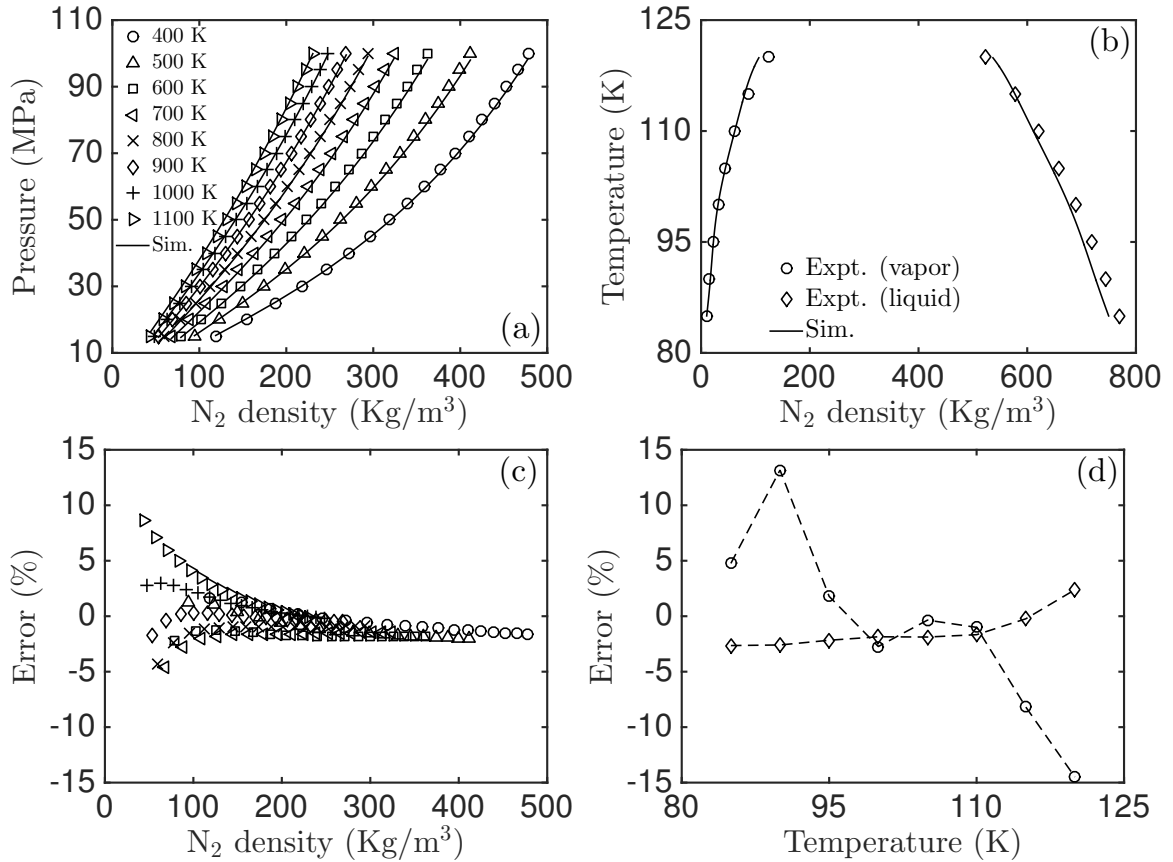 100
90
70
50
30
10
Pressure (MPa)
400 K
500 K
600 K
700 K
800 K
900 K
1000 K
1100 K
Sim.
(a)
0
100
200
300
400
500
N₂ density (Kg/m³)
125
110
95
80
Temperature (K)
(b)
Expt. (vapor)
Expt. (liquid)
Sim.
0
200
400
600
800
N₂ density (Kg/m³)
15
10
5
0
-5
-10
-15
Error (%)
(c)
100
200
300
400
500
N₂ density (Kg/m³)
15
10
5
0
-5
-10
-15
Error (%)
(d)
80
95
110
125
Temperature (K)